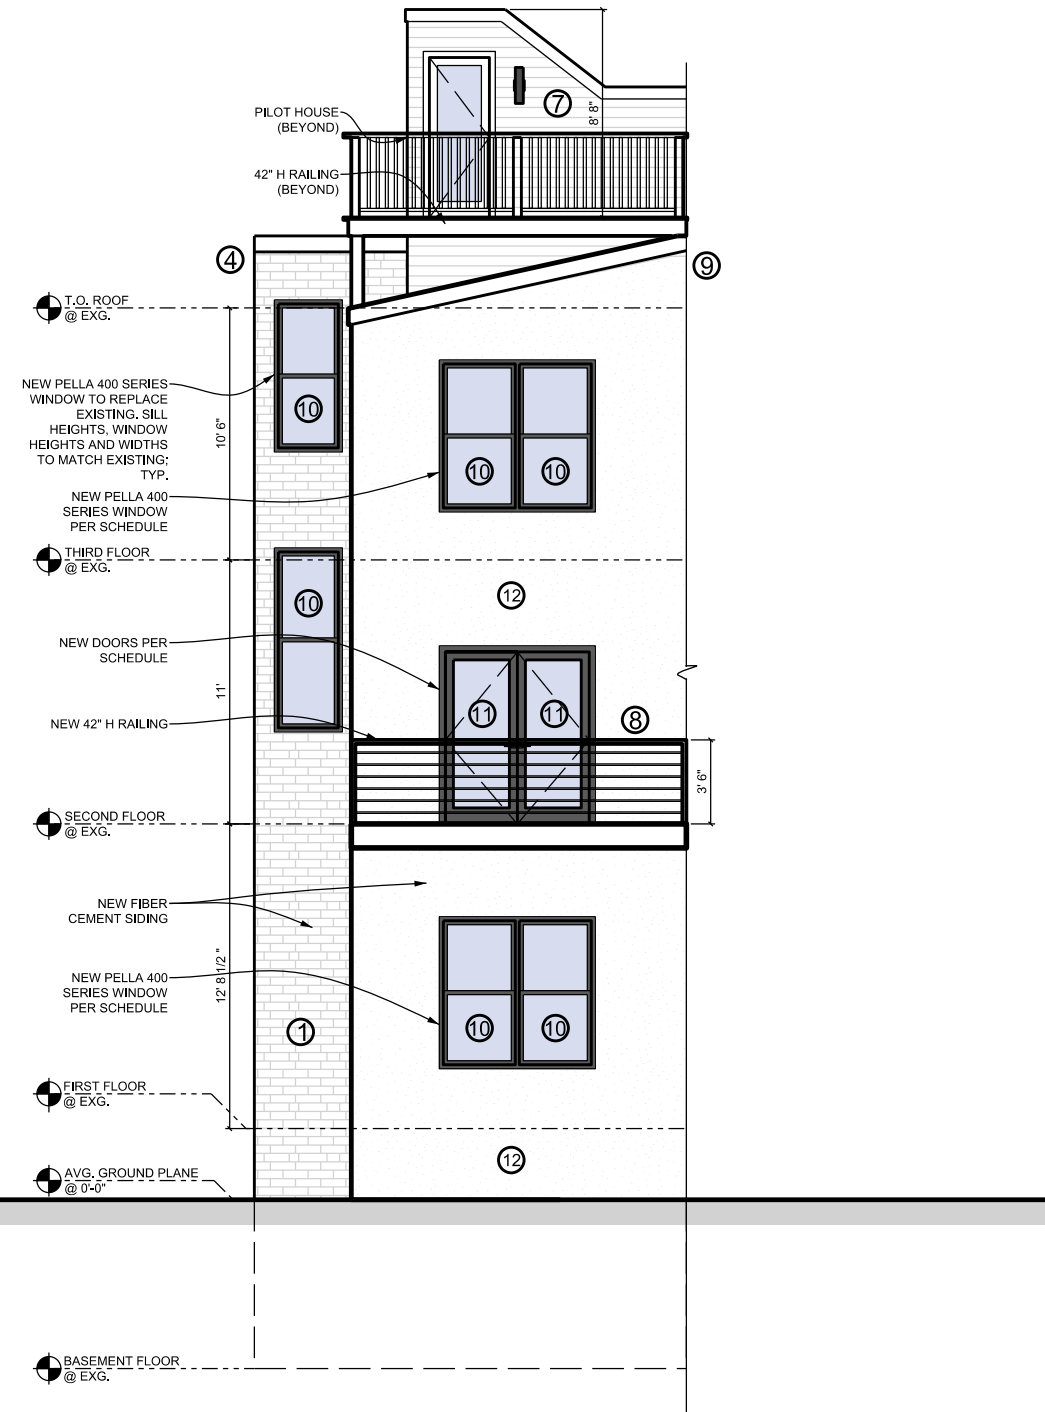 7
8' 8"
PILOT HOUSE
(BEYOND)
42" H RAILING
(BEYOND)
4
9
T.O. ROOF
@ EXG.
NEW PELLA 400 SERIES
WINDOW TO REPLACE
EXISTING. SILL
HEIGHTS, WINDOW
HEIGHTS AND WIDTHS
TO MATCH EXISTING;
TYP.
10' 6"
10
10 10
NEW PELLA 400
SERIES WINDOW
PER SCHEDULE
THIRD FLOOR
@ EXG.
10
12
NEW DOORS PER
SCHEDULE
11'
11 11
8
NEW 42" H RAILING
3' 6"
SECOND FLOOR
@ EXG.
NEW FIBER
CEMENT SIDING
12' 8 1/2 "
NEW PELLA 400
SERIES WINDOW
PER SCHEDULE
1
10 10
FIRST FLOOR
@ EXG.
12
AVG. GROUND PLANE
@ 0'-0"
BASEMENT FLOOR
@ EXG.